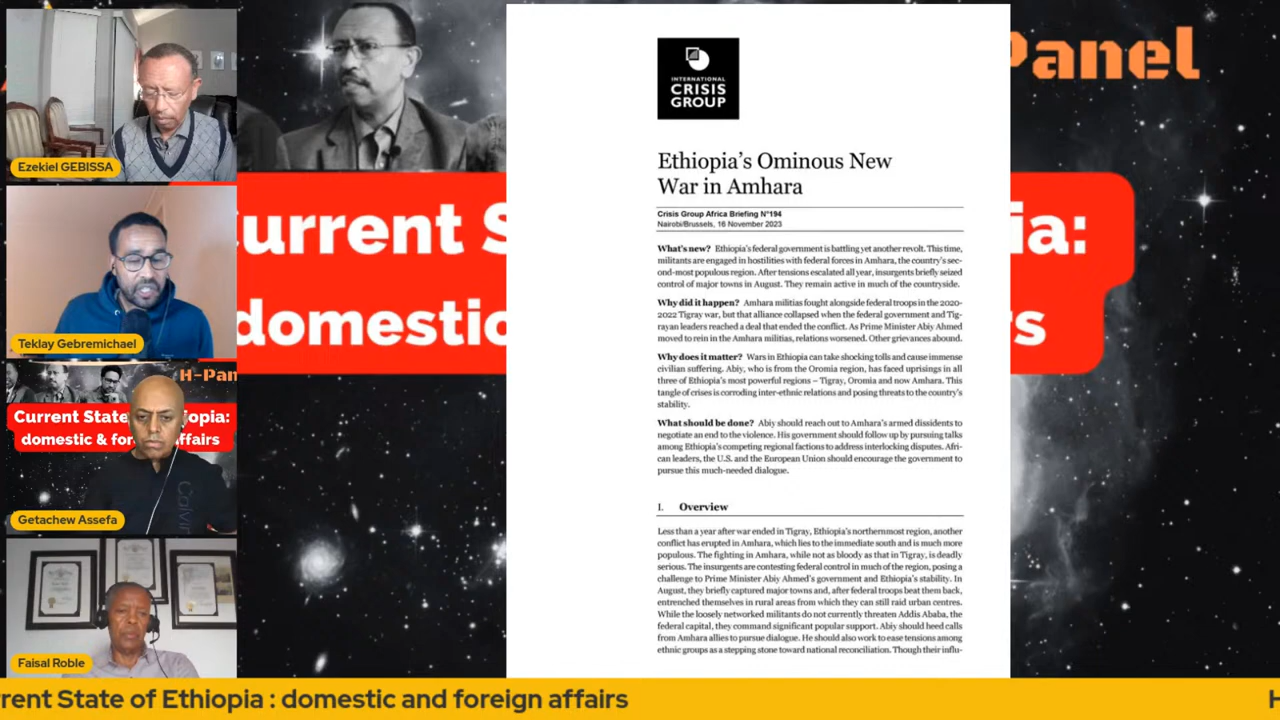 Ezekiel GEBISSA
Teklay Gebremichael
H-Pan
Current State
opia:
domestic & for
ffairs
Calvin
Getachew Assefa
Faisal Roble
Panel
urrent S
ia:
domestic
s
INTERNATIONAL
CRISIS
GROUP
Ethiopia's Ominous New
War in Amhara
Crisis Group Africa Briefing N°194
Nairobi/Brussels, 16 November 2023
What's new? Ethiopia's federal government is battling yet another revolt. This time,
militants are engaged in hostilities with federal forces in Amhara, the country's sec-
ond-most populous region. After tensions escalated all year, insurgents briefly seized
control of major towns in August. They remain active in much of the countryside.
Why did it happen? Amhara militias fought alongside federal troops in the 2020-
2022 Tigray war, but that alliance collapsed when the federal government and Tig-
rayan leaders reached a deal that ended the conflict. As Prime Minister Abiy Ahmed
moved to rein in the Amhara militias, relations worsened. Other grievances abound.
Why does it matter? Wars in Ethiopia can take shocking tolls and cause immense
civilian suffering. Abiy, who is from the Oromia region, has faced uprisings in all
three of Ethiopia's most powerful regions – Tigray, Oromia and now Amhara. This
tangle of crises is corroding inter-ethnic relations and posing threats to the country's
stability.
What should be done? Abiy should reach out to Amhara's armed dissidents to
negotiate an end to the violence. His government should follow up by pursuing talks
among Ethiopia's competing regional factions to address interlocking disputes. Afri-
can leaders, the U.S. and the European Union should encourage the government to
pursue this much-needed dialogue.
I. Overview
Less than a year after war ended in Tigray, Ethiopia's northernmost region, another
conflict has erupted in Amhara, which lies to the immediate south and is much more
populous. The fighting in Amhara, while not as bloody as that in Tigray, is deadly
serious. The insurgents are contesting federal control in much of the region, posing a
challenge to Prime Minister Abiy Ahmed's government and Ethiopia's stability. In
August, they briefly captured major towns and, after federal troops beat them back,
entrenched themselves in rural areas from which they can still raid urban centres.
While the loosely networked militants do not currently threaten Addis Ababa, the
federal capital, they command significant popular support. Abiy should heed calls
from Amhara allies to pursue dialogue. He should also work to ease tensions among
ethnic groups as a stepping stone toward national reconciliation. Though their influ-
rrent State of Ethiopia : domestic and foreign affairs
H